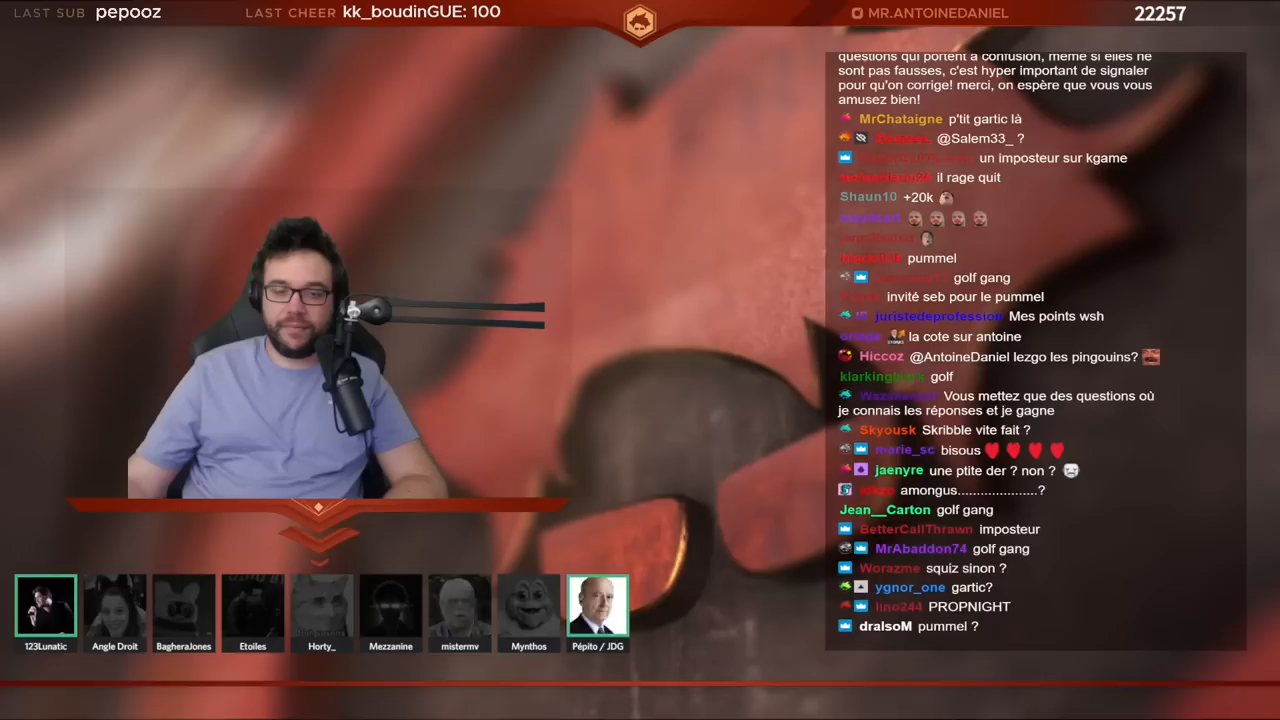 LAST SUB pepooz
LAST CHEER kk_boudinGUE: 100
MR.ANTOINEDANIEL
22257
questions qui portent à confusion, même si elles ne
sont pas fausses, c'est hyper important de signaler
pour qu'on corrige! merci, on espère que vous vous
amusez bien!
MrChataigne p'tit gartic là
@Salem33_ ?
un imposteur sur kgame
il rage quit
Shaun10 +20k
pummel
golf gang
invité seb pour le pummel
juristedeprofession Mes points wsh
la cote sur antoine
Hiccoz @AntoineDaniel lezgo les pingouins?
golf
Vous mettez que des questions où
je connais les réponses et je gagne
Skyousk Skribble vite fait ?
marie_sc bisous
jaenyre une ptite der ? non ?
amongus.....................?
Jean__Carton golf gang
BetterCallThrawn imposteur
MrAbaddon74 golf gang
Worazme squiz sinon ?
ygnor_one gartic?
lino244 PROPNIGHT
dralsoM pummel ?
123Lunatic
Angle Droit
BagheraJones
Etoiles
Horty_
Mezzanine
mistermv
Mynthos
Pépito / JDG